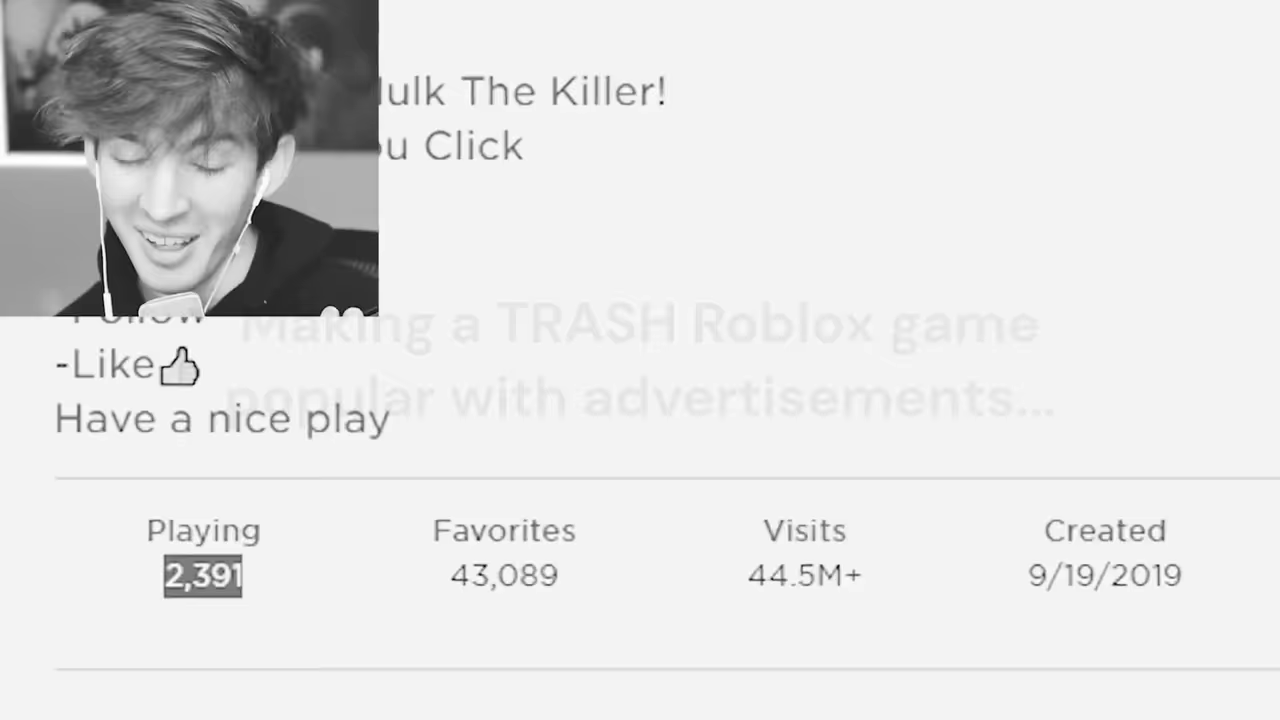 The Killer!
Click
-Like👍
Have a nice play
Making a TRASH Roblox game
popular with advertisements...
Playing
2,391
Favorites
43,089
Visits
44.5M+
Created
9/19/2019